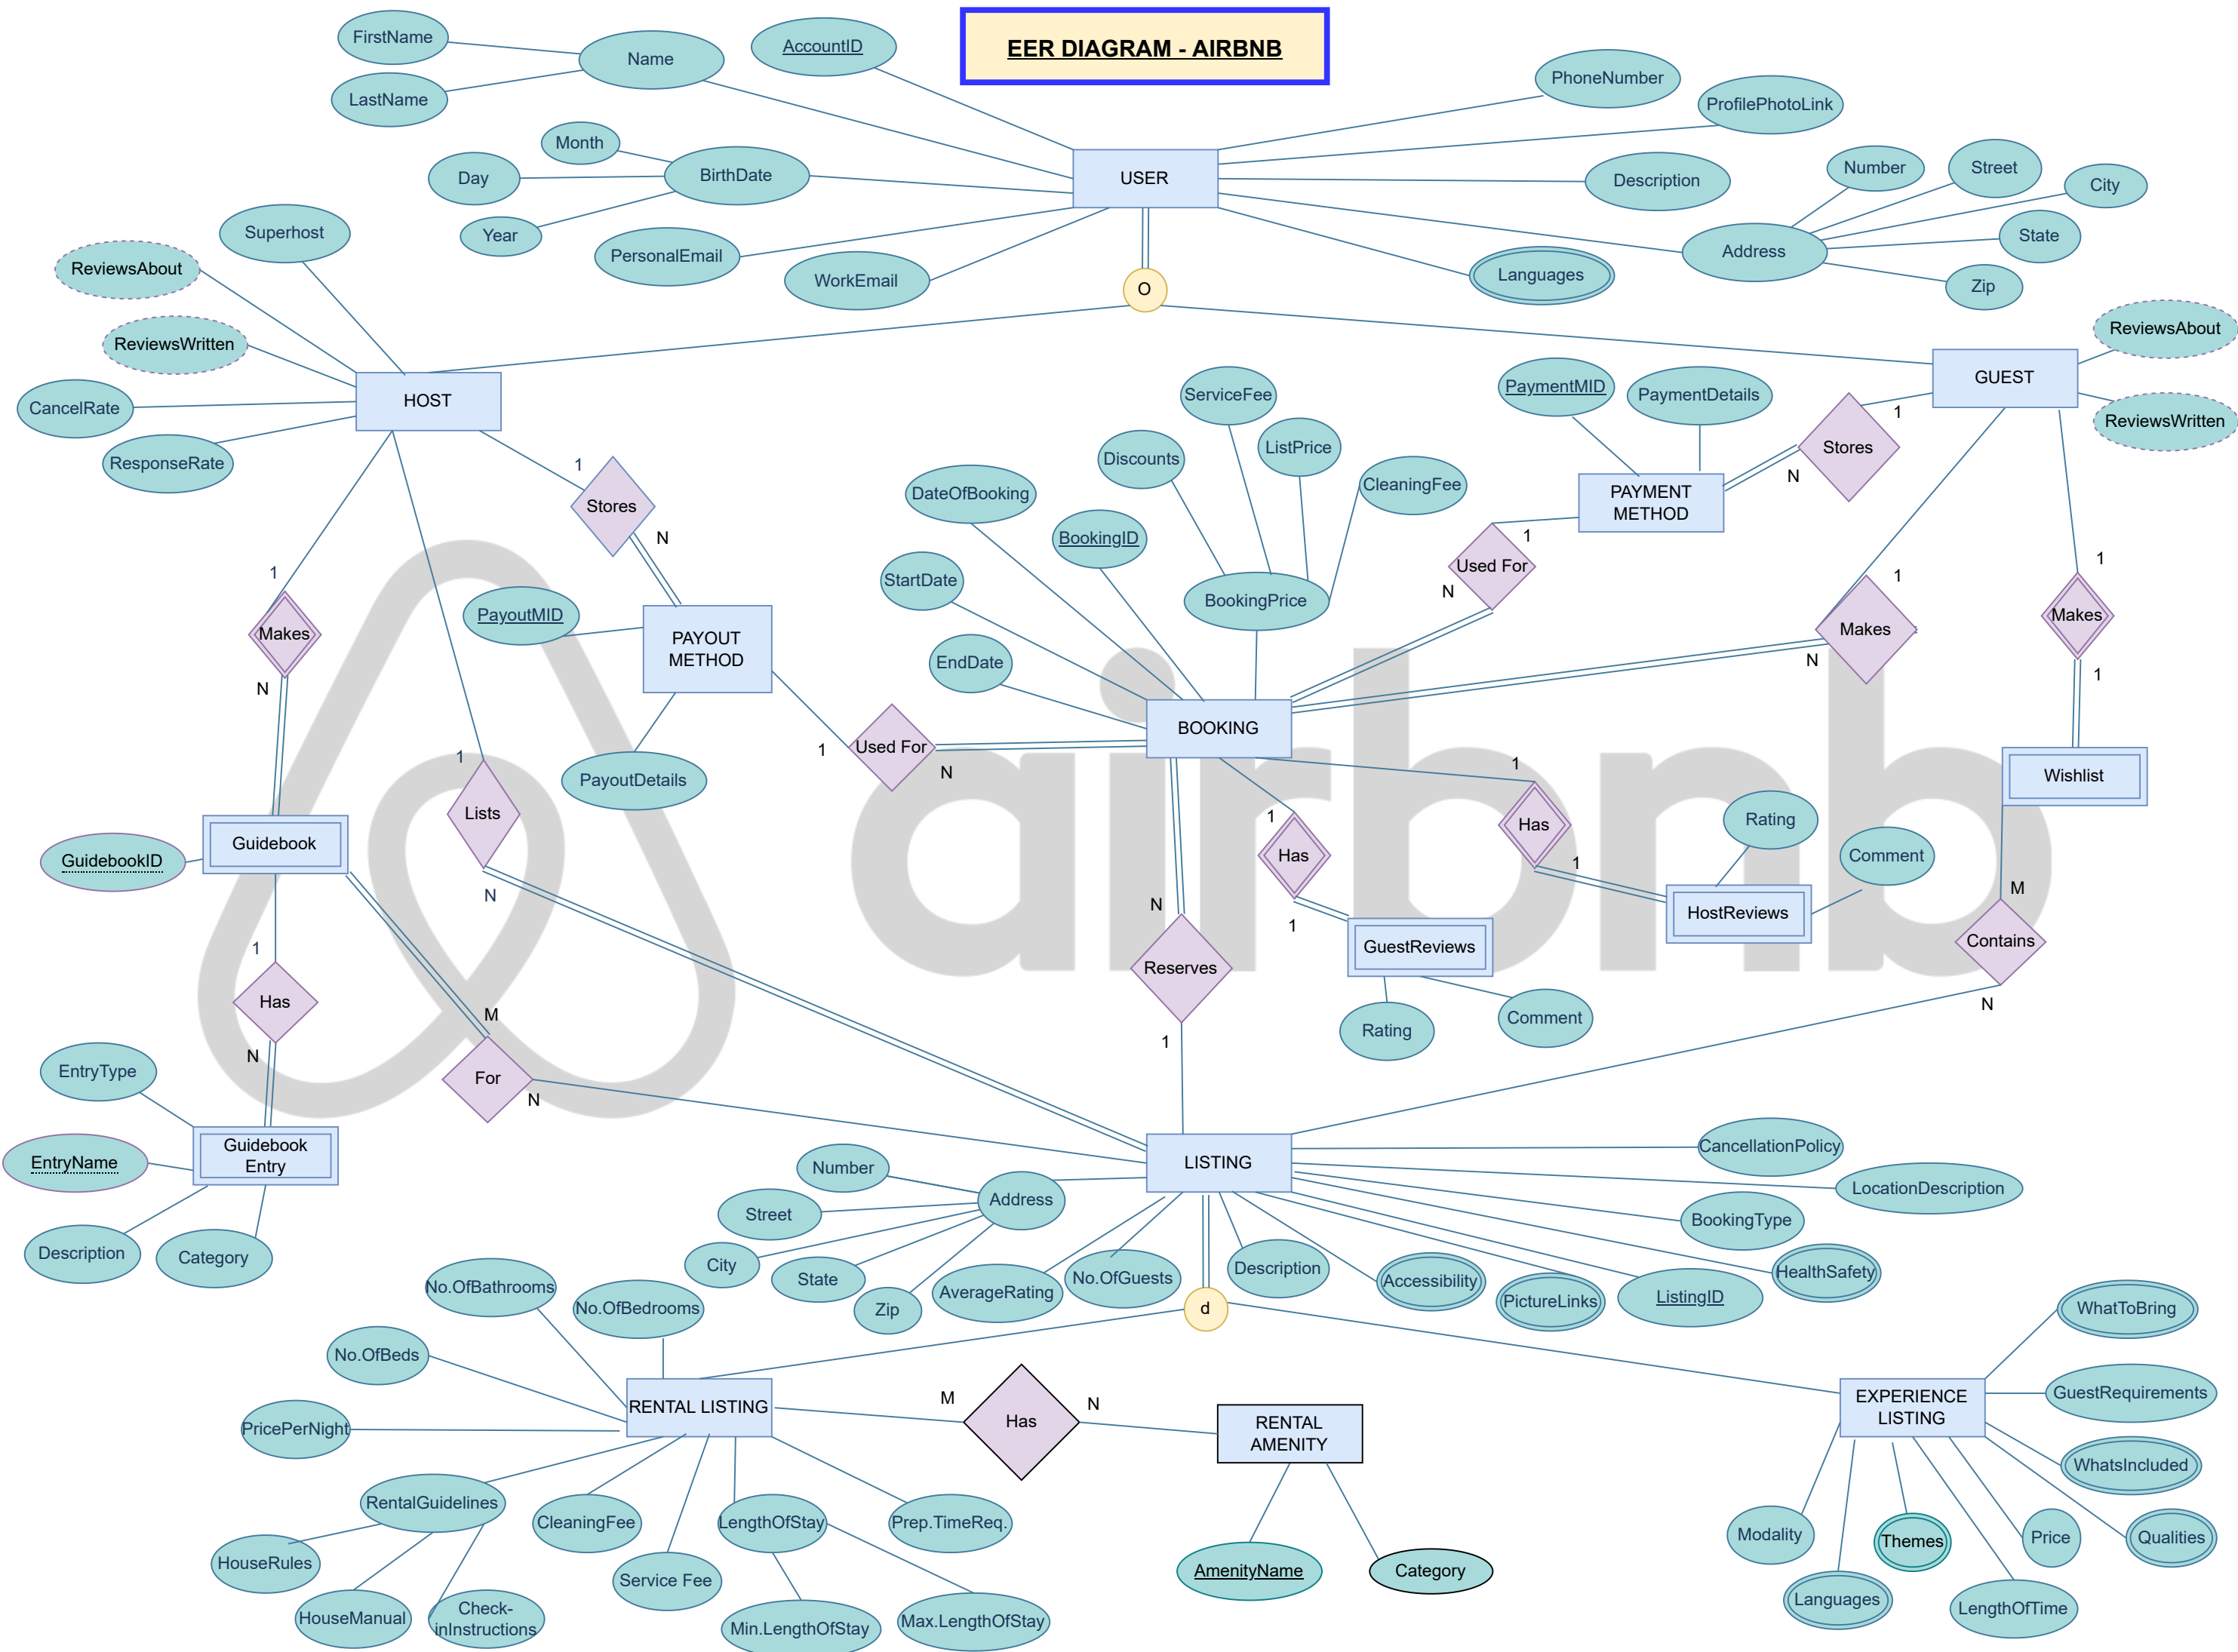 EER DIAGRAM - AIRBNB
FirstName
Name
AccountID
LastName
PhoneNumber
ProfilePhotoLink
Month
Day
BirthDate
Year
USER
Description
Number
Street
City
Address
State
Zip
Superhost
PersonalEmail
WorkEmail
Languages
O
ReviewsAbout
ReviewsWritten
CancelRate
ResponseRate
HOST
GUEST
ReviewsAbout
ReviewsWritten
ServiceFee
ListPrice
Discounts
CleaningFee
DateOfBooking
BookingID
StartDate
BookingPrice
EndDate
PaymentMID
PaymentDetails
PAYMENT
METHOD
Stores
1
N
1
Stores
N
Used For
1
N
1
Makes
N
PayoutMID
PAYOUT
METHOD
PayoutDetails
1
Makes
N
1
Makes
1
BOOKING
Wishlist
1
Used For
N
1
Lists
N
Guidebook
GuidebookID
1
Has
1
1
Has
1
Rating
Comment
HostReviews
GuestReviews
Rating
Comment
M
Contains
N
N
Reserves
1
1
Has
N
M
For
N
EntryType
EntryName
Guidebook
Entry
Description
Category
LISTING
Number
Street
City
State
Zip
Address
AverageRating
No.OfGuests
Description
Accessibility
PictureLinks
ListingID
HealthSafety
BookingType
LocationDescription
CancellationPolicy
d
No.OfBathrooms
No.OfBedrooms
No.OfBeds
PricePerNight
RENTAL LISTING
M
Has
N
RENTAL
AMENITY
AmenityName
Category
RentalGuidelines
HouseRules
HouseManual
Check-
inInstructions
CleaningFee
Service Fee
LengthOfStay
Min.LengthOfStay
Max.LengthOfStay
Prep.TimeReq.
EXPERIENCE
LISTING
WhatToBring
GuestRequirements
WhatsIncluded
Qualities
Price
Themes
Modality
Languages
LengthOfTime
airbnb